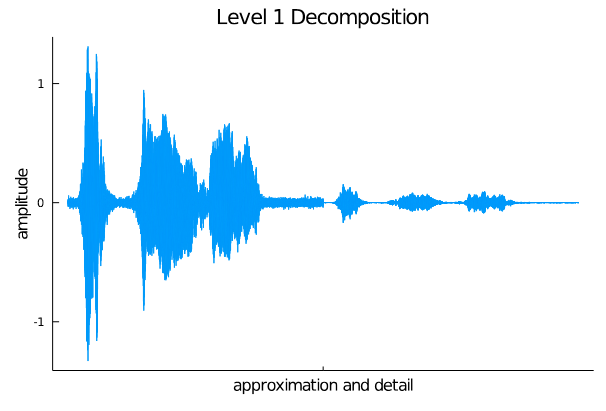 Level 1 Decomposition
1
amplitude
0
-1
approximation and detail